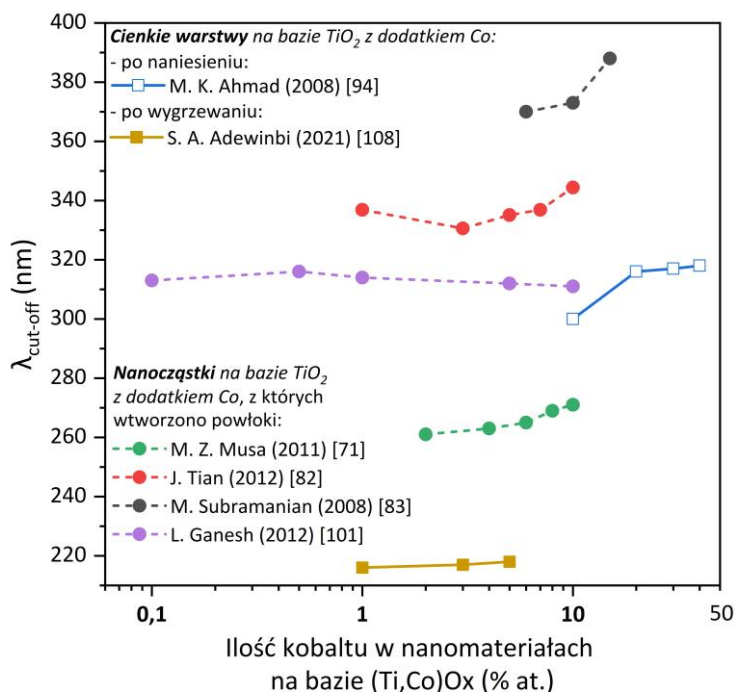 400
380
360
340
320
300
280
260
240
220
λcut-off (nm)
Cienkie warstwy na bazie TiO2 z dodatkiem Co:
- po naniesieniu:
M. K. Ahmad (2008) [94]
- po wygrzewaniu:
S. A. Adewinbi (2021) [108]
Nanocząstki na bazie TiO2
z dodatkiem Co, z których
wtworzono powłoki:
M. Z. Musa (2011) [71]
J. Tian (2012) [82]
M. Subramanian (2008) [83]
L. Ganesh (2012) [101]
0,1 1 10 50
Ilość kobaltu w nanomateriałach
na bazie (Ti,Co)Ox (% at.)